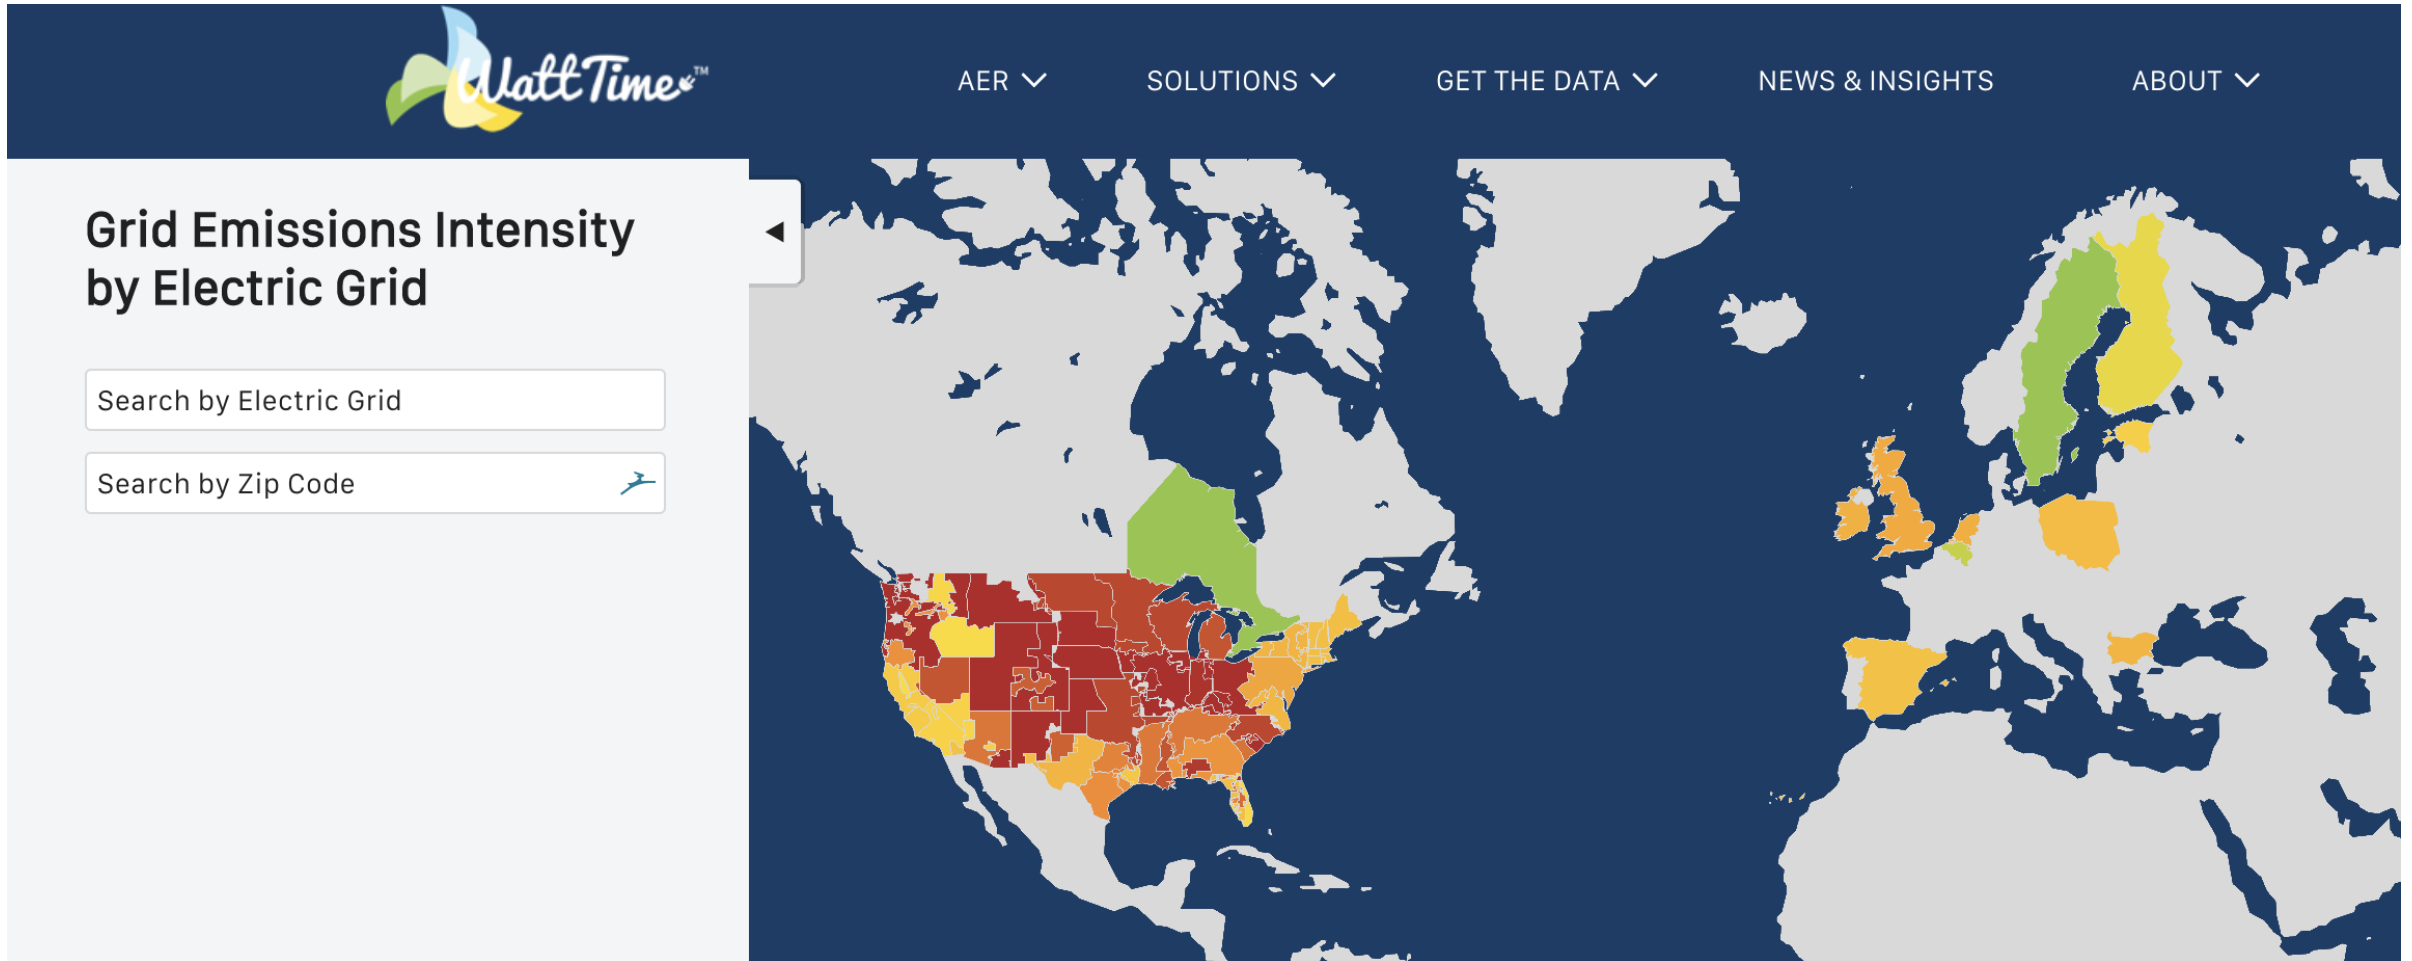 WattTime™
AER
SOLUTIONS
GET THE DATA
NEWS & INSIGHTS
ABOUT
Grid Emissions Intensity
by Electric Grid
Search by Electric Grid
Search by Zip Code